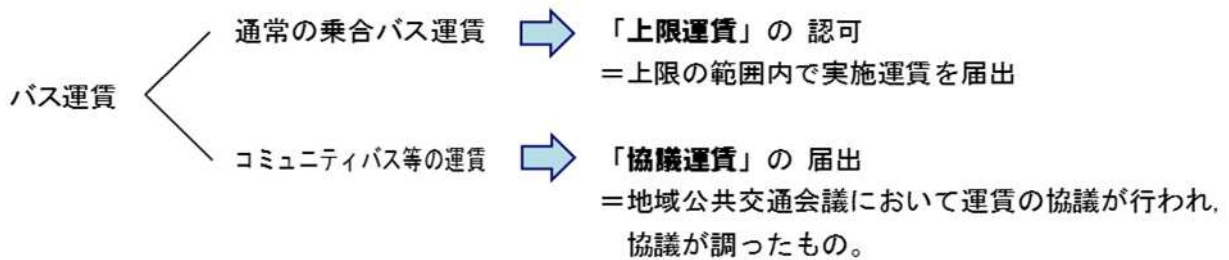 通常の乗合バス運賃 「上限運賃」の 認可
=上限の範囲内で実施運賃を届出
バス運賃
コミュニティバス等の運賃 「協議運賃」の 届出
=地域公共交通会議において運賃の協議が行われ,
協議が調ったもの。